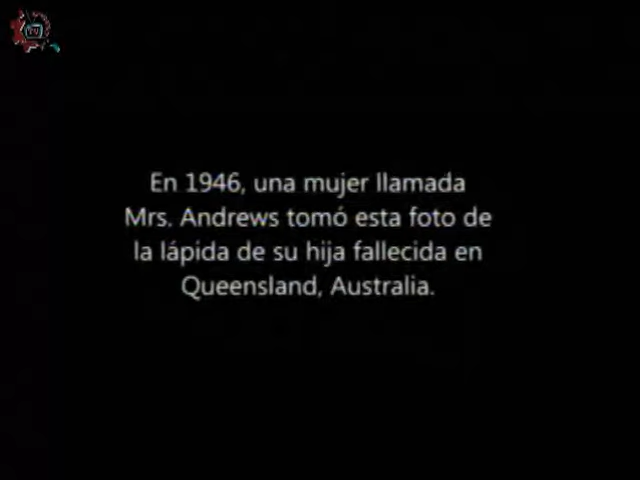 TV
En 1946, una mujer llamada
Mrs. Andrews tomó esta foto de
la lápida de su hija fallecida en
Queensland, Australia.